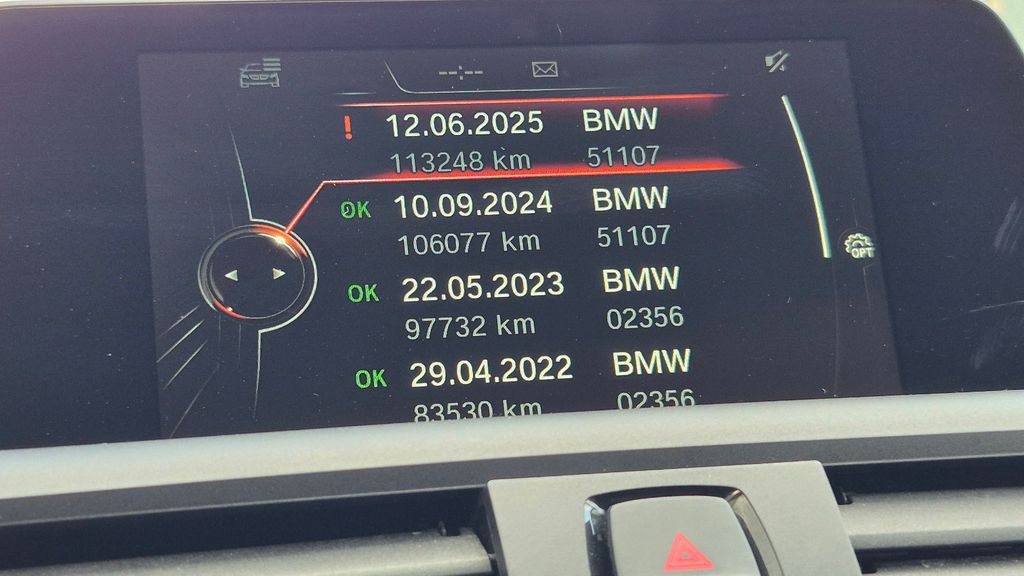 ! 12.06.2025 BMW
113248 km 51107
OK 10.09.2024 BMW
106077 km 51107
OPT
OK 22.05.2023 BMW
97732 km 02356
OK 29.04.2022 BMW
83530 km 02356